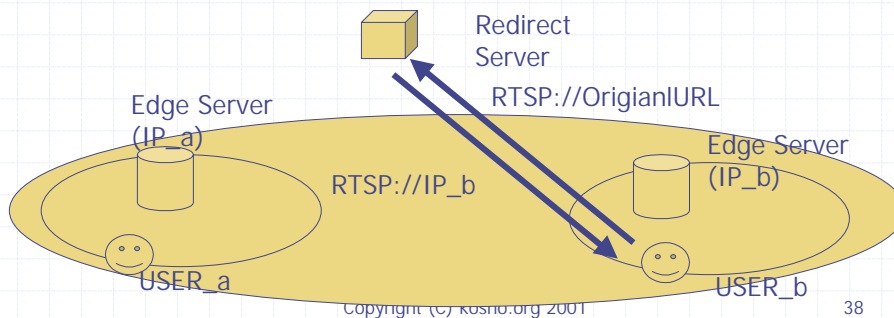 Redirect
Server
RTSP://OrigianlURL
Edge Server
(IP_a)
Edge Server
(IP_b)
RTSP://IP_b
USER_a
USER_b
Copyright (C) kosho.org 2001
38